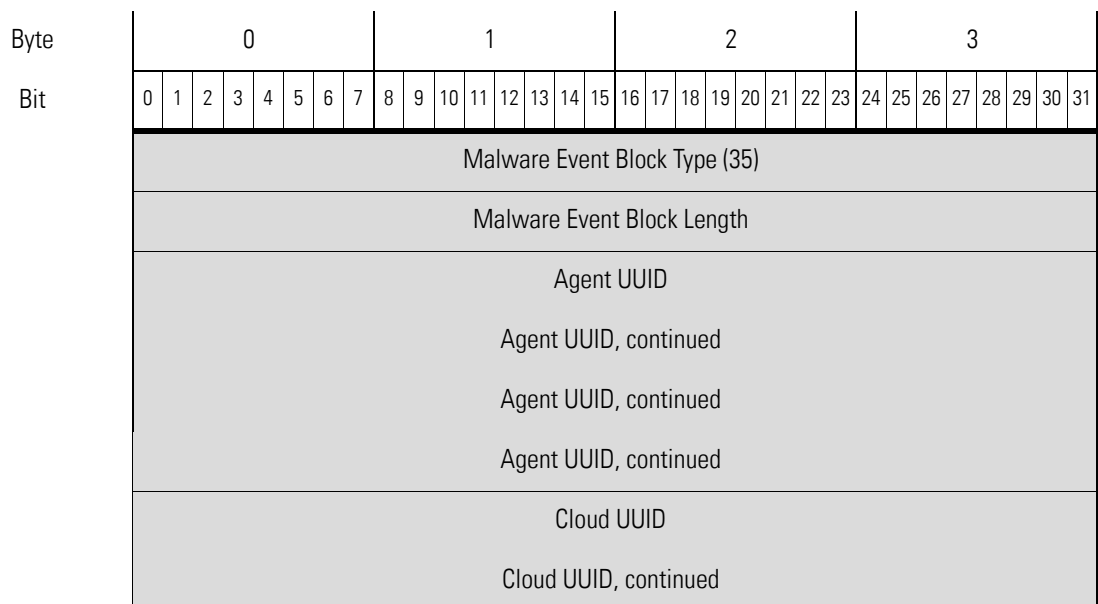 Byte 0 1 2 3
Bit 0 1 2 3 4 5 6 7 8 9 10 11 12 13 14 15 16 17 18 19 20 21 22 23 24 25 26 27 28 29 30 31
Malware Event Block Type (35)
Malware Event Block Length
Agent UUID
Agent UUID, continued
Agent UUID, continued
Agent UUID, continued
Cloud UUID
Cloud UUID, continued